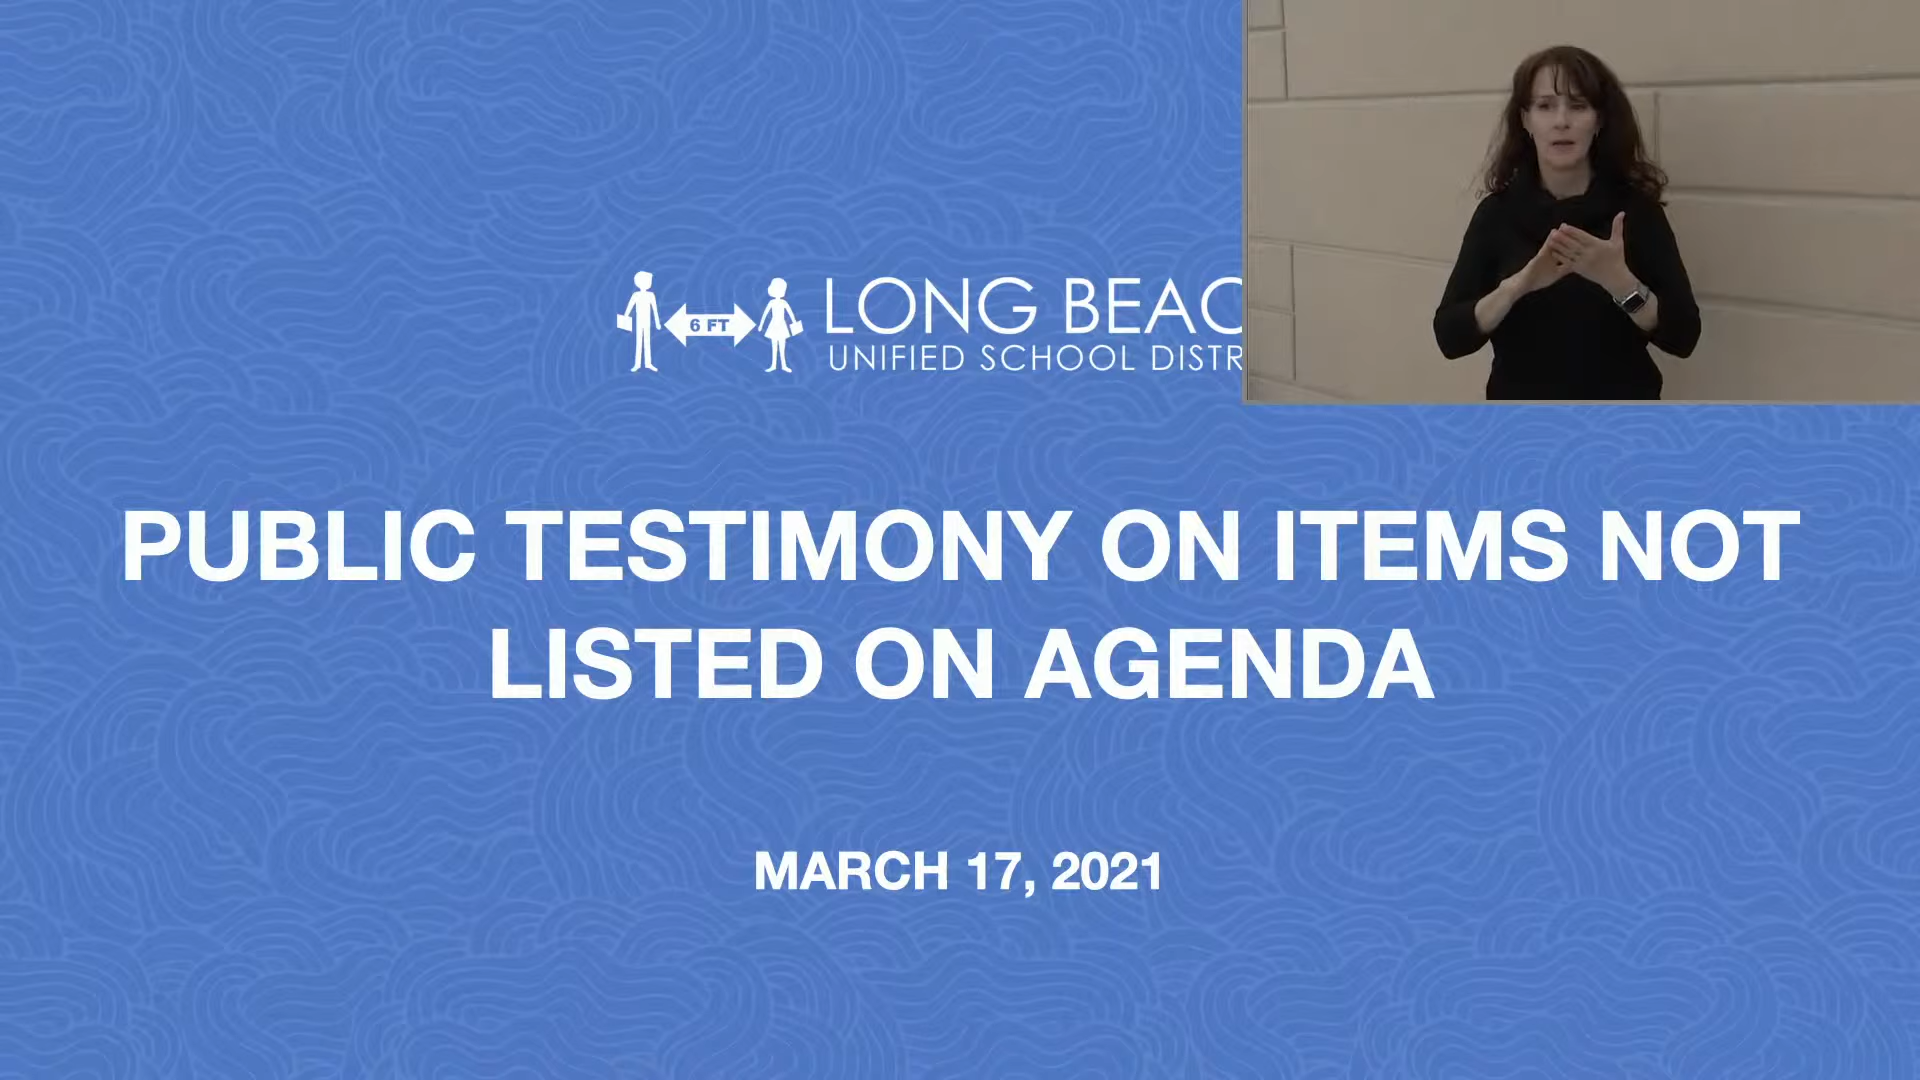 6 FT
LONG BEAC
UNIFIED SCHOOL DISTR
PUBLIC TESTIMONY ON ITEMS NOT
LISTED ON AGENDA
MARCH 17, 2021